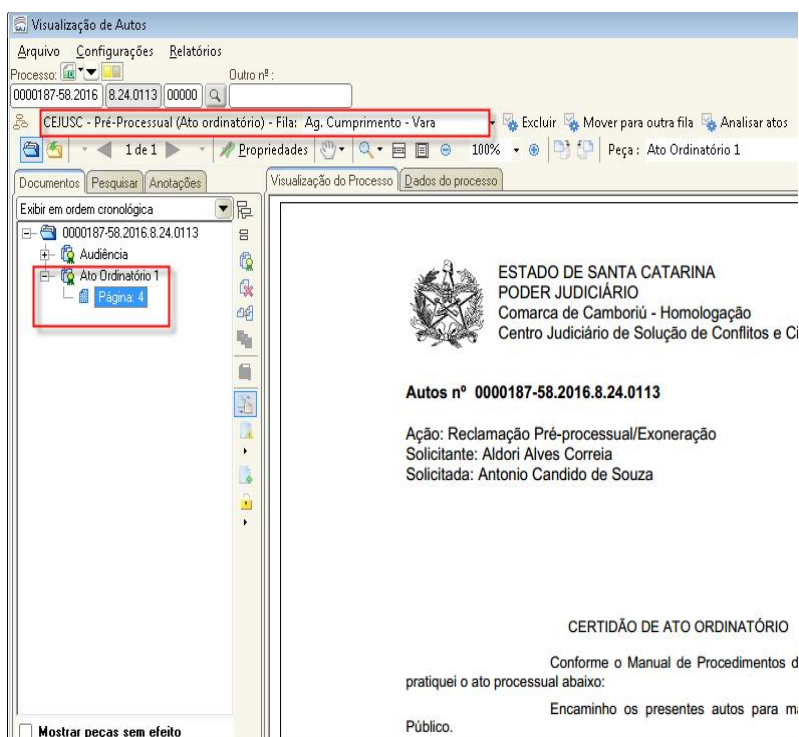 Visualização de Autos
Arquivo Configurações Relatórios
Processo: Outro nº :
0000187-58.2016 8.24.0113 00000
CEJUSC - Pré-Processual (Ato ordinatório) - Fila: Ag. Cumprimento - Vara Excluir Mover para outra fila Analisar atos
1 de 1 Propriedades 100% Peça : Ato Ordinatório 1
Documentos Pesquisar Anotações Visualização do Processo Dados do processo
Exibir em ordem cronológica
0000187-58.2016.8.24.0113
Audiência
Ato Ordinatório 1
Página: 4
Mostrar peças sem efeito
ESTADO DE SANTA CATARINA
PODER JUDICIÁRIO
Comarca de Camboriú - Homologação
Centro Judiciário de Solução de Conflitos e Ci
Autos nº 0000187-58.2016.8.24.0113
Ação: Reclamação Pré-processual/Exoneração
Solicitante: Aldori Alves Correia
Solicitada: Antonio Candido de Souza
CERTIDÃO DE ATO ORDINATÓRIO
Conforme o Manual de Procedimentos d
pratiquei o ato processual abaixo:
Encaminho os presentes autos para ma
Público.